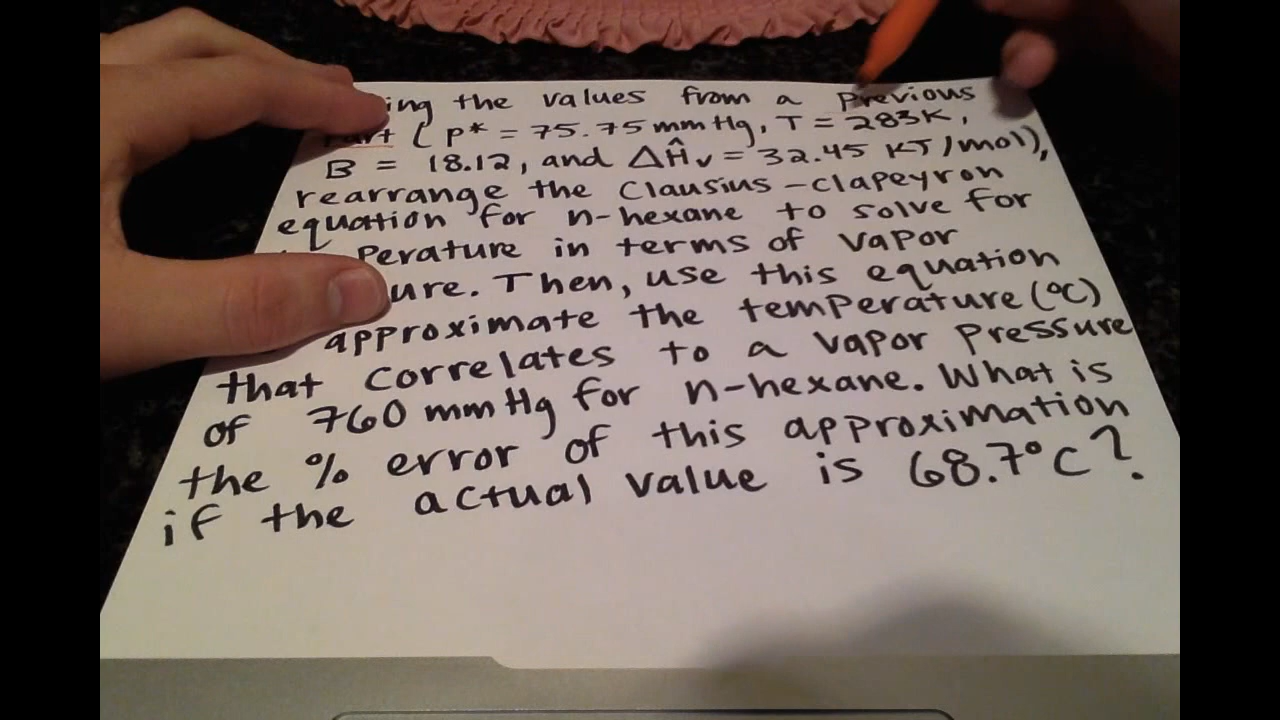 ing the values from a previous
Part (p* = 75.75 mm Hg, T = 283K,
B = 18.12, and ΔĤv = 32.45 KJ/mol),
rearrange the Clausius-clapeyron
equation for n-hexane to solve for
perature in terms of vapor
ure. Then, use this equation
approximate the temperature (°C)
that correlates to a vapor pressure
of 760 mm Hg for n-hexane. What is
the % error of this approximation
if the actual value is 68.7°C?